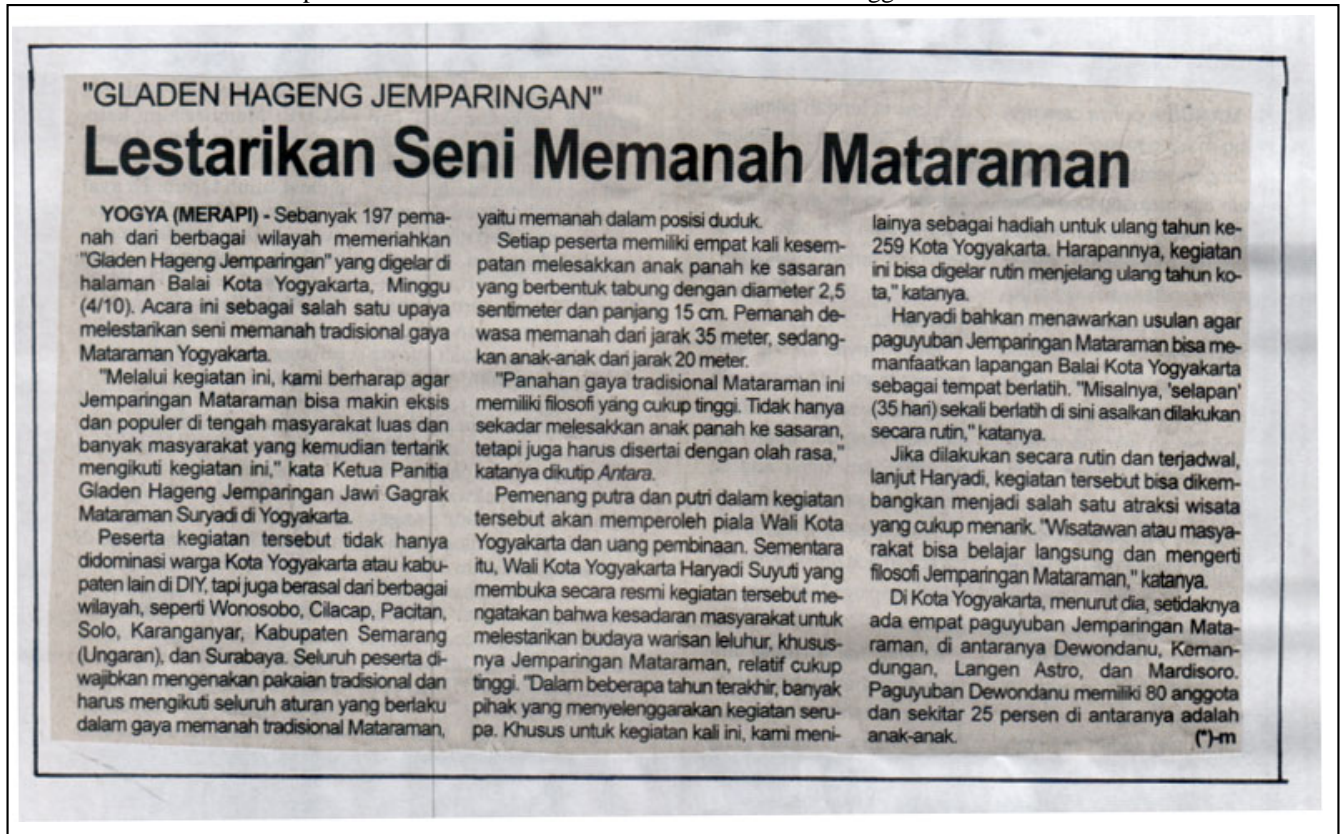 "GLADEN HAGENG JEMPARINGAN"
Lestarikan Seni Memanah Mataraman
YOGYA (MERAPI) - Sebanyak 197 pema-
nah dari berbagai wilayah memeriahkan
"Gladen Hageng Jemparingan" yang digelar di
halaman Balai Kota Yogyakarta, Minggu
(4/10). Acara ini sebagai salah satu upaya
melestarikan seni memanah tradisional gaya
Mataraman Yogyakarta.
"Melalui kegiatan ini, kami berharap agar
Jemparingan Mataraman bisa makin eksis
dan populer di tengah masyarakat luas dan
banyak masyarakat yang kemudian tertarik
mengikuti kegiatan ini," kata Ketua Panitia
Gladen Hageng Jemparingan Jawi Gagrak
Mataraman Suryadi di Yogyakarta.
Peserta kegiatan tersebut tidak hanya
didominasi warga Kota Yogyakarta atau kabu-
paten lain di DIY, tapi juga berasal dari berbagai
wilayah, seperti Wonosobo, Cilacap, Pacitan,
Solo, Karanganyar, Kabupaten Semarang
(Ungaran), dan Surabaya. Seluruh peserta di-
wajibkan mengenakan pakaian tradisional dan
harus mengikuti seluruh aturan yang berlaku
dalam gaya memanah tradisional Mataraman,
yaitu memanah dalam posisi duduk.
Setiap peserta memiliki empat kali kesem-
patan melesakkan anak panah ke sasaran
yang berbentuk tabung dengan diameter 2,5
sentimeter dan panjang 15 cm. Pemanah de-
wasa memanah dari jarak 35 meter, sedang-
kan anak-anak dari jarak 20 meter.
"Panahan gaya tradisional Mataraman ini
memiliki filosofi yang cukup tinggi. Tidak hanya
sekadar melesakkan anak panah ke sasaran,
tetapi juga harus disertai dengan olah rasa,"
katanya dikutip Antara.
Pemenang putra dan putri dalam kegiatan
tersebut akan memperoleh piala Wali Kota
Yogyakarta dan uang pembinaan. Sementara
itu, Wali Kota Yogyakarta Haryadi Suyuti yang
membuka secara resmi kegiatan tersebut me-
ngatakan bahwa kesadaran masyarakat untuk
melestarikan budaya warisan leluhur, khusus-
nya Jemparingan Mataraman, relatif cukup
tinggi. "Dalam beberapa tahun terakhir, banyak
pihak yang menyelenggarakan kegiatan seru-
pa. Khusus untuk kegiatan kali ini, kami meni-
lainya sebagai hadiah untuk ulang tahun ke-
259 Kota Yogyakarta. Harapannya, kegiatan
ini bisa digelar rutin menjelang ulang tahun ko-
ta," katanya.
Haryadi bahkan menawarkan usulan agar
paguyuban Jemparingan Mataraman bisa me-
manfaatkan lapangan Balai Kota Yogyakarta
sebagai tempat berlatih. "Misalnya, 'selapan'
(35 hari) sekali berlatih di sini asalkan dilakukan
secara rutin," katanya.
Jika dilakukan secara rutin dan terjadwal,
lanjut Haryadi, kegiatan tersebut bisa dikem-
bangkan menjadi salah satu atraksi wisata
yang cukup menarik. "Wisatawan atau masya-
rakat bisa belajar langsung dan mengerti
filosofi Jemparingan Mataraman," katanya.
Di Kota Yogyakarta, menurut dia, setidaknya
ada empat paguyuban Jemparingan Mata-
raman, di antaranya Dewondanu, Keman-
dungan, Langen Astro, dan Mardisoro.
Paguyuban Dewondanu memiliki 80 anggota
dan sekitar 25 persen di antaranya adalah
anak-anak. (*)-m